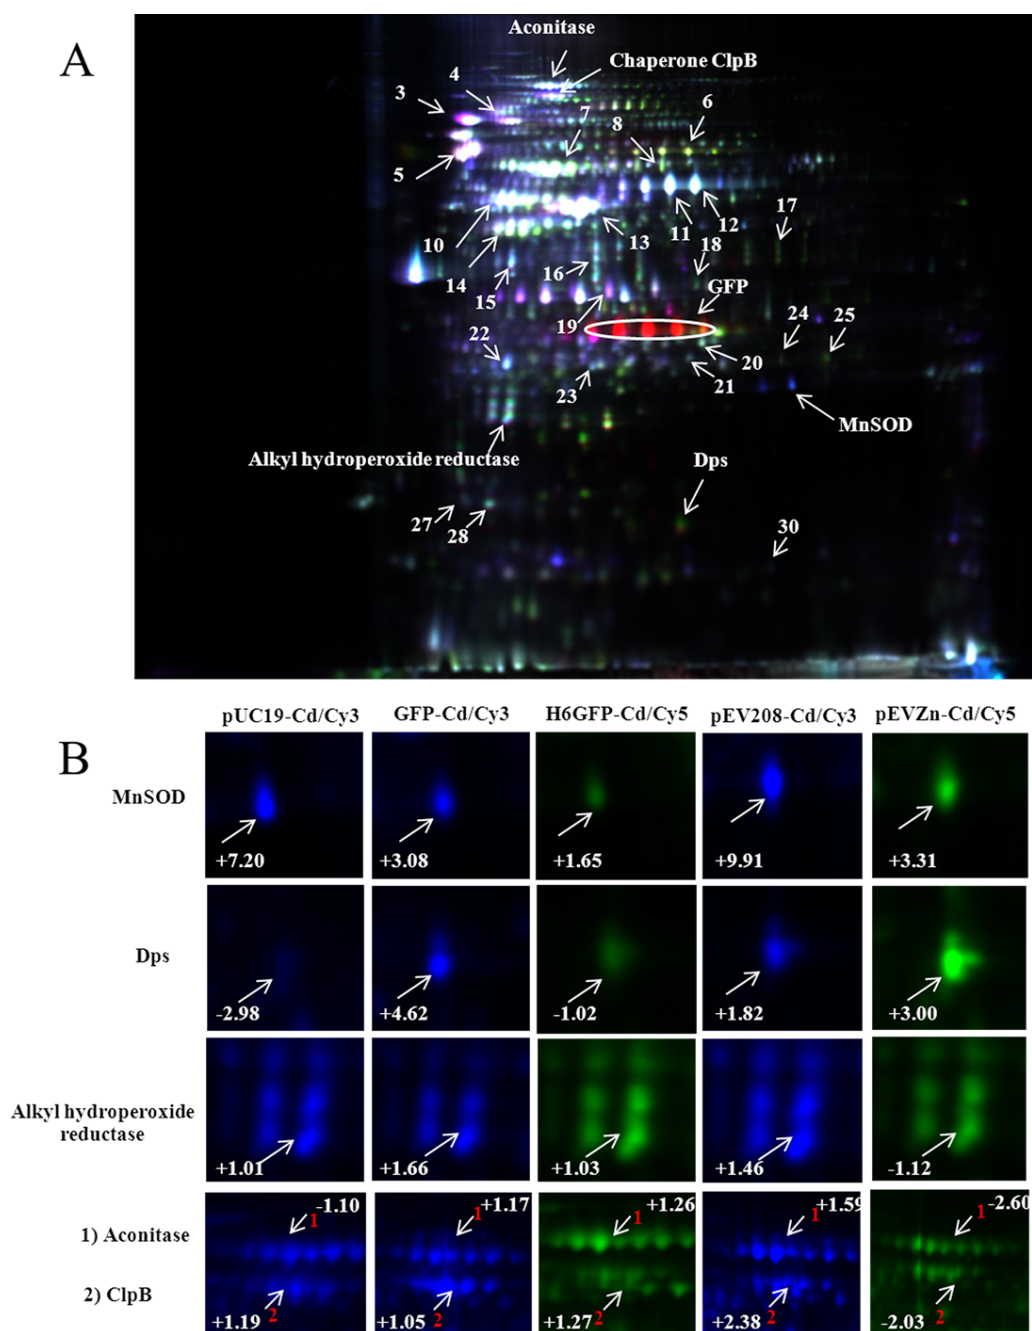 A
Aconitase
Chaperone ClpB
3
4
5
7
8
6
10
14
15
16
13
11
12
17
18
GFP
19
22
23
20
21
24
25
MnSOD
Alkyl hydroperoxide reductase
Dps
27
28
30
B
pUC19-Cd/Cy3 GFP-Cd/Cy3 H6GFP-Cd/Cy5 pEV208-Cd/Cy3 pEVZn-Cd/Cy5
MnSOD
+7.20 +3.08 +1.65 +9.91 +3.31
Dps
-2.98 +4.62 -1.02 +1.82 +3.00
Alkyl hydroperoxide
reductase
+1.01 +1.66 +1.03 +1.46 -1.12
1) Aconitase
-1.10 +1.17 +1.26 +1.59 -2.60
1 1 1 1 1
2) ClpB
2 2 2 2 2
+1.19 +1.05 +1.27 +2.38 -2.03